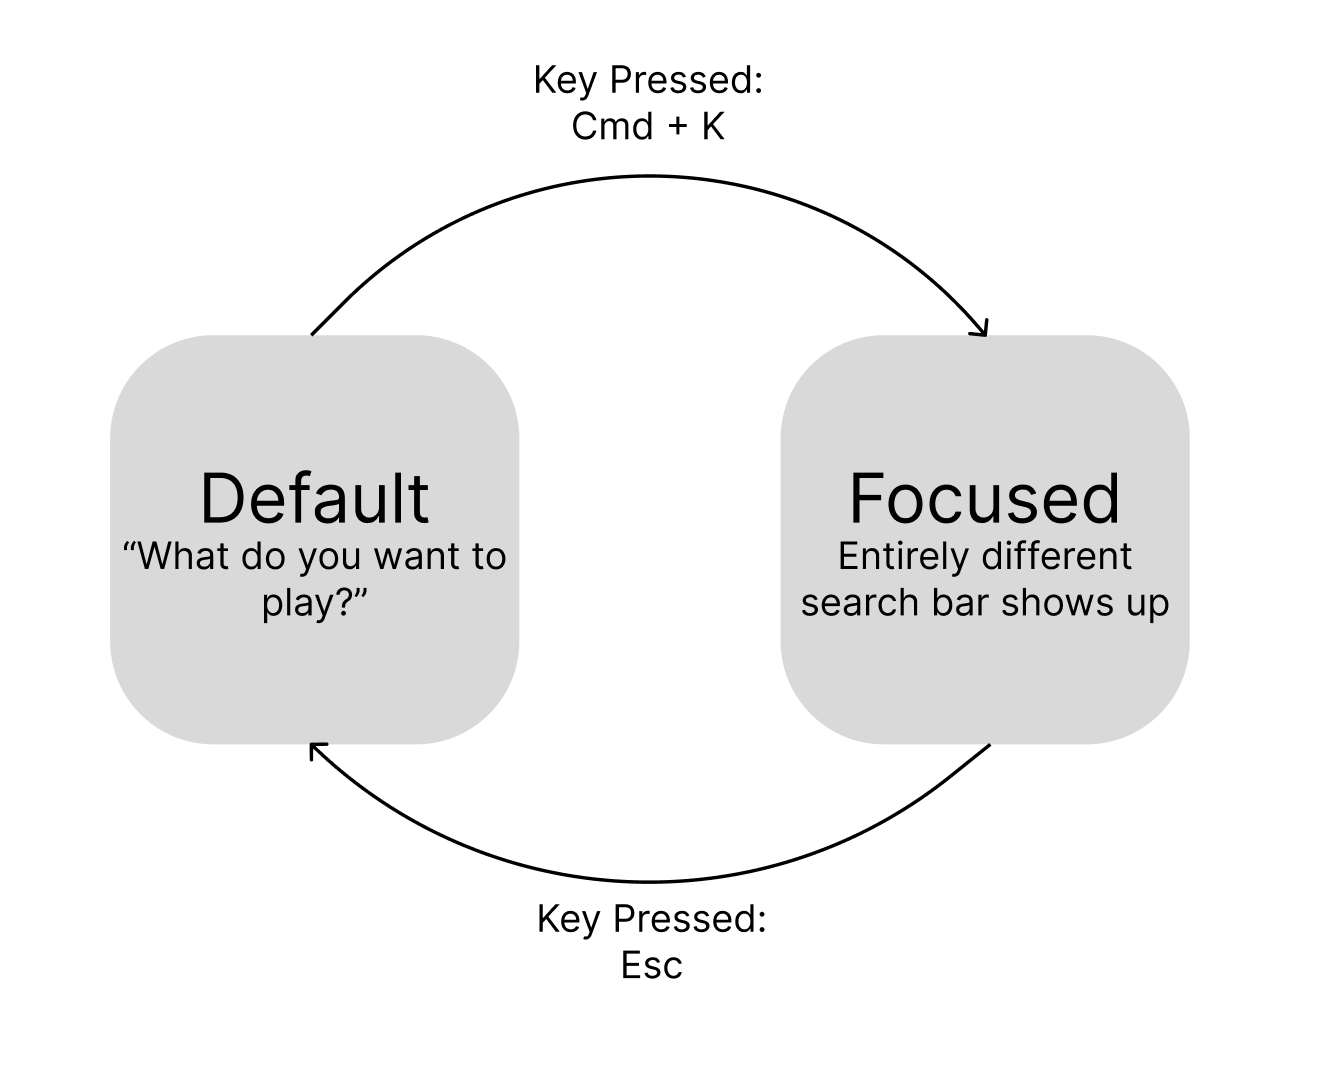 Key Pressed:
Cmd + K
Default
“What do you want to
play?”
Focused
Entirely different
search bar shows up
Key Pressed:
Esc